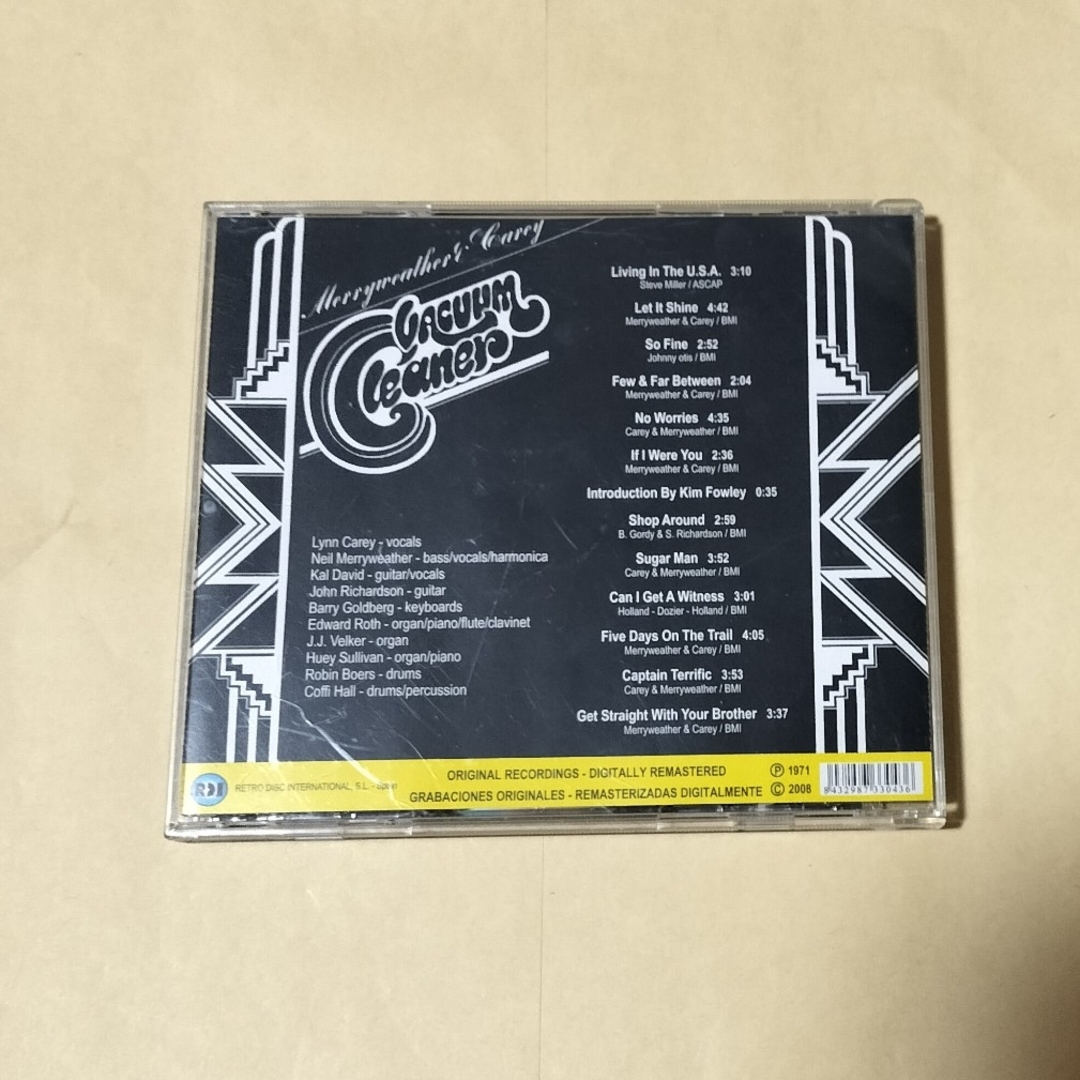 Merryweather & Carey
Vacuum
Cleaner
Lynn Carey - vocals
Neil Merryweather - bass/vocals/harmonica
Kal David - guitar/vocals
John Richardson - guitar
Barry Goldberg - keyboards
Edward Roth - organ/piano/flute/clavinet
J.J. Velker - organ
Huey Sullivan - organ/piano
Robin Boers - drums
Coffi Hall - drums/percussion
Living In The U.S.A. 3:10
Steve Miller / ASCAP
Let It Shine 4:42
Merryweather & Carey / BMI
So Fine 2:52
Johnny otis / BMI
Few & Far Between 2:04
Merryweather & Carey / BMI
No Worries 4:35
Carey & Merryweather / BMI
If I Were You 2:36
Merryweather & Carey / BMI
Introduction By Kim Fowley 0:35
Shop Around 2:59
B. Gordy & S. Richardson / BMI
Sugar Man 3:52
Carey & Merryweather / BMI
Can I Get A Witness 3:01
Holland - Dozier - Holland / BMI
Five Days On The Trail 4:05
Merryweather & Carey / BMI
Captain Terrific 3:53
Carey & Merryweather / BMI
Get Straight With Your Brother 3:37
Merryweather & Carey / BMI
RDI
RETRO DISC INTERNATIONAL, S.L. - spain
ORIGINAL RECORDINGS - DIGITALLY REMASTERED
GRABACIONES ORIGINALES - REMASTERIZADAS DIGITALMENTE
Ⓟ 1971
© 2008
8432987330436